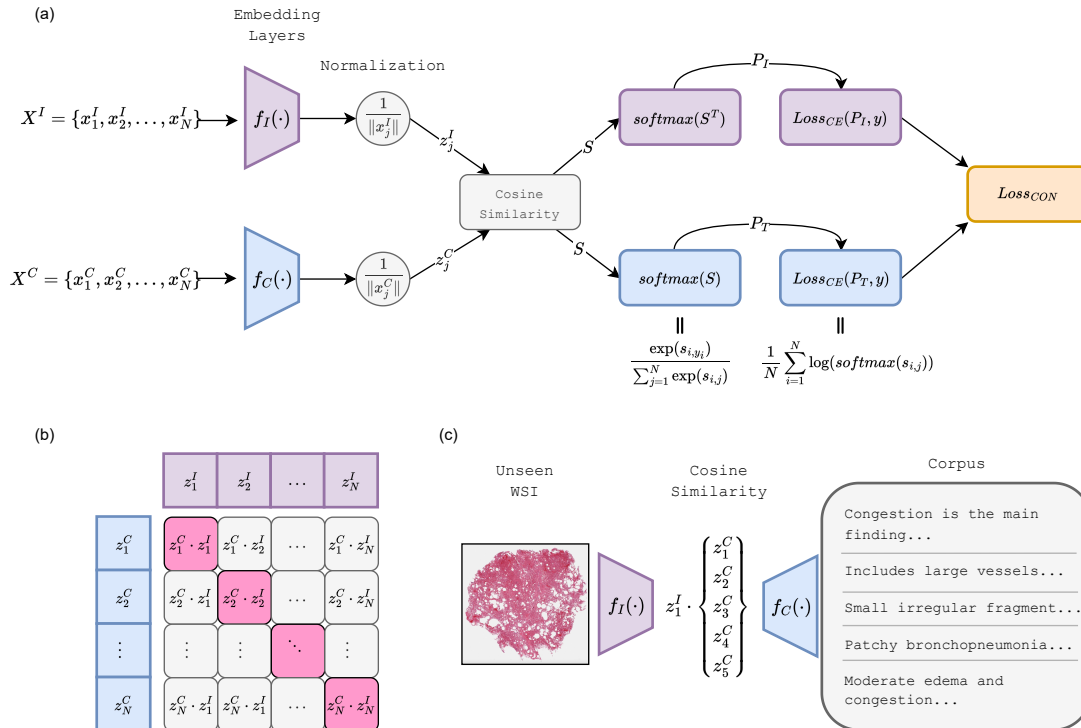 (a)
Embedding
Layers
Normalization
X^I = {x_1^I, x_2^I, ..., x_N^I}
f_I(·)
1/‖x_j^I‖
z_j^I
Cosine
Similarity
S
softmax(S^T)
P_I
Loss_CE(P_I, y)
Loss_CON
X^C = {x_1^C, x_2^C, ..., x_N^C}
f_C(·)
1/‖x_j^C‖
z_j^C
S
softmax(S)
P_T
Loss_CE(P_T, y)
=
=
exp(s_{i,y_i}) / ∑_{j=1}^N exp(s_{i,j})
1/N ∑_{i=1}^N log(softmax(s_{i,j}))
(b)
z_1^I z_2^I ... z_N^I
z_1^C z_1^C · z_1^I z_1^C · z_2^I ... z_1^C · z_N^I
z_2^C z_2^C · z_1^I z_2^C · z_2^I ... z_2^C · z_N^I
⋮ ⋮ ⋮ ⋱ ⋮
z_N^C z_N^C · z_1^I z_N^C · z_1^I ... z_N^C · z_N^I
(c)
Unseen
WSI
Cosine
Similarity
Corpus
f_I(·)
z_1^I · {z_1^C z_2^C z_3^C z_4^C z_5^C}
f_C(·)
Congestion is the main
finding...
Includes large vessels...
Small irregular fragment...
Patchy bronchopneumonia...
Moderate edema and
congestion...